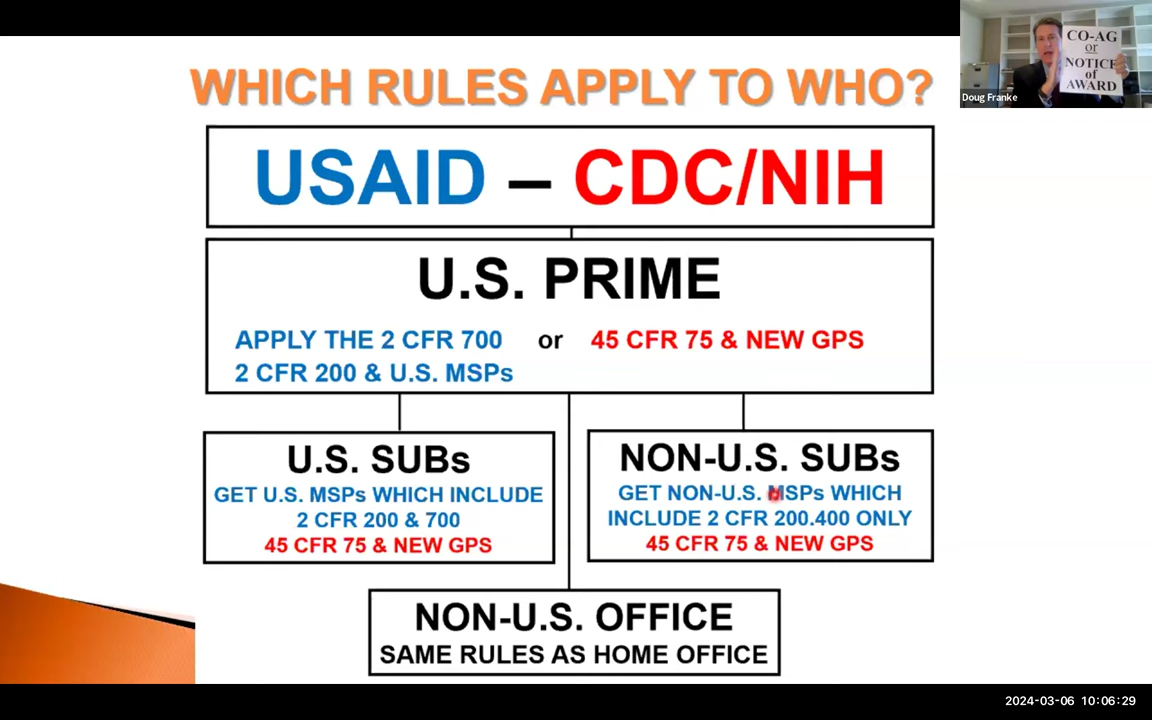 WHICH RULES APPLY TO WHO?
CO-AG
or
NOTICE
of
AWARD
Doug Franke
USAID – CDC/NIH
U.S. PRIME
APPLY THE 2 CFR 700 or 45 CFR 75 & NEW GPS
2 CFR 200 & U.S. MSPs
U.S. SUBs
GET U.S. MSPs WHICH INCLUDE
2 CFR 200 & 700
45 CFR 75 & NEW GPS
NON-U.S. SUBs
GET NON-U.S. MSPs WHICH
INCLUDE 2 CFR 200.400 ONLY
45 CFR 75 & NEW GPS
NON-U.S. OFFICE
SAME RULES AS HOME OFFICE
2024-03-06 10:06:29